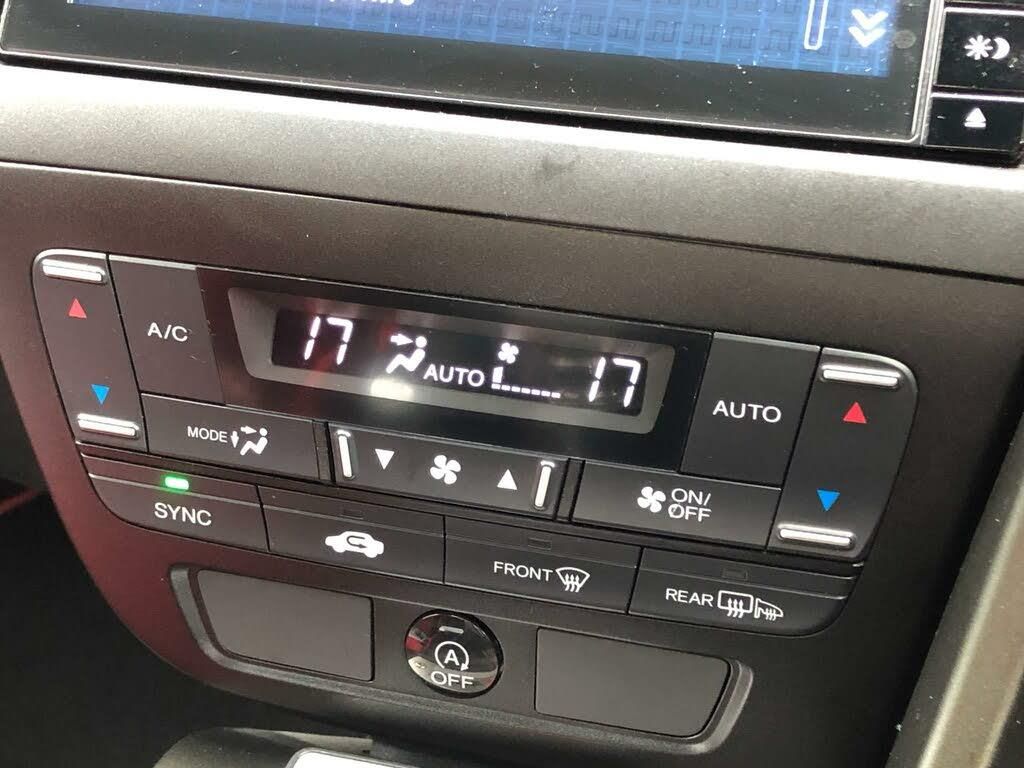 A/C
17 AUTO 17
AUTO
MODE
ON/
OFF
SYNC
FRONT
REAR
A
OFF